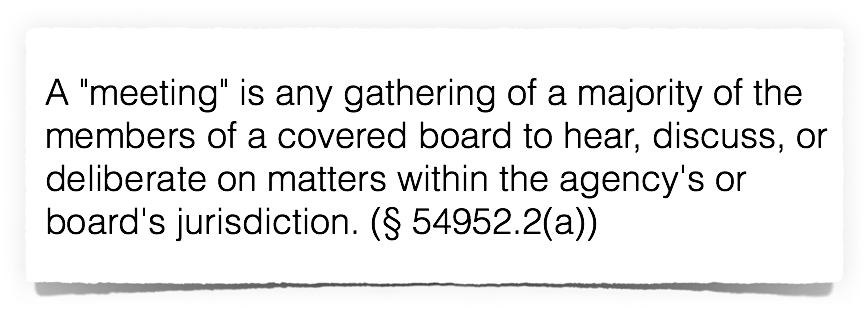 A "meeting" is any gathering of a majority of the
members of a covered board to hear, discuss, or
deliberate on matters within the agency's or
board's jurisdiction. (§ 54952.2(a))